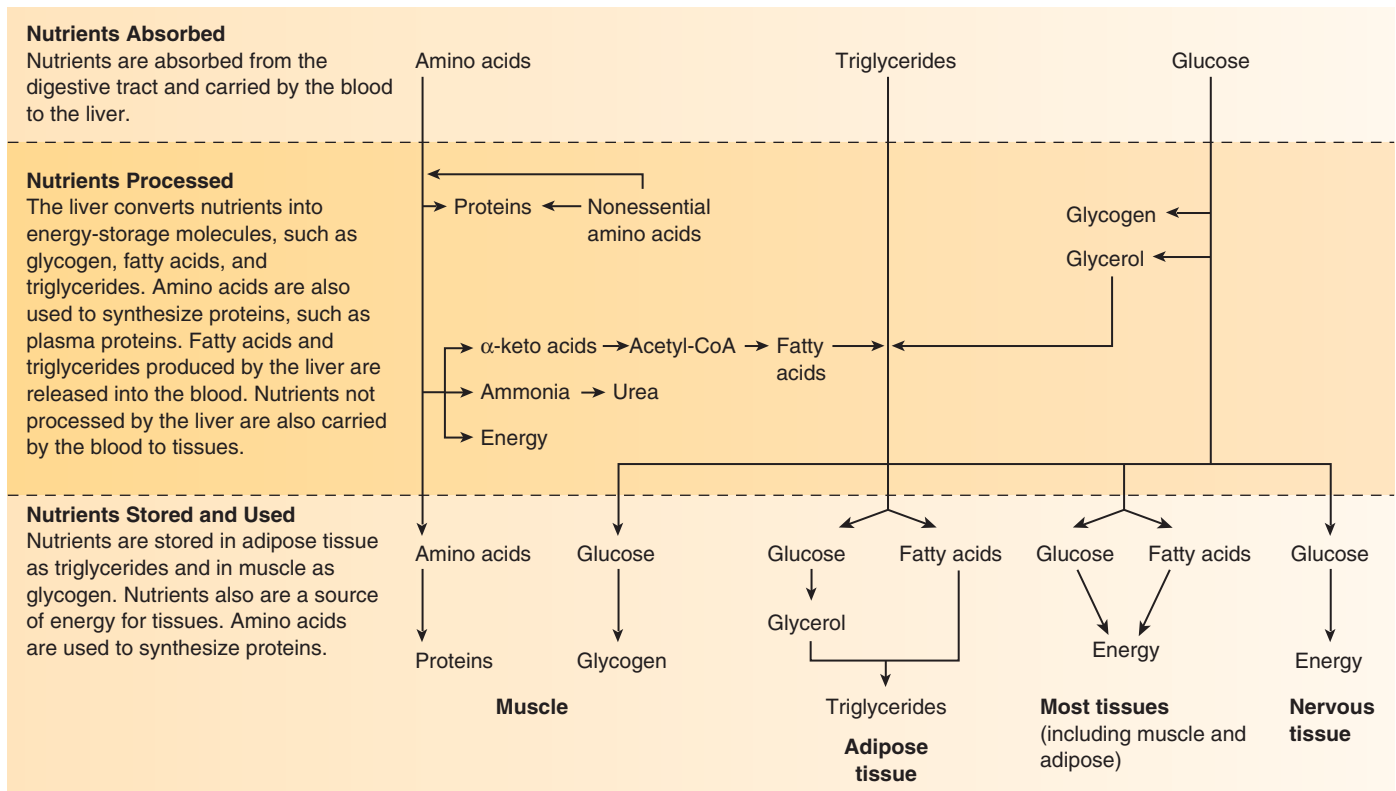 Nutrients Absorbed
Nutrients are absorbed from the
digestive tract and carried by the blood
to the liver.
Amino acids
Triglycerides
Glucose
Nutrients Processed
The liver converts nutrients into
energy-storage molecules, such as
glycogen, fatty acids, and
triglycerides. Amino acids are also
used to synthesize proteins, such as
plasma proteins. Fatty acids and
triglycerides produced by the liver are
released into the blood. Nutrients not
processed by the liver are also carried
by the blood to tissues.
Proteins
Nonessential
amino acids
Glycogen
Glycerol
α-keto acids
Acetyl-CoA
Fatty
acids
Ammonia
Urea
Energy
Nutrients Stored and Used
Nutrients are stored in adipose tissue
as triglycerides and in muscle as
glycogen. Nutrients also are a source
of energy for tissues. Amino acids
are used to synthesize proteins.
Amino acids
Proteins
Glucose
Glycogen
Muscle
Glucose
Fatty acids
Glycerol
Triglycerides
Adipose
tissue
Glucose
Fatty acids
Energy
Most tissues
(including muscle and
adipose)
Glucose
Energy
Nervous
tissue